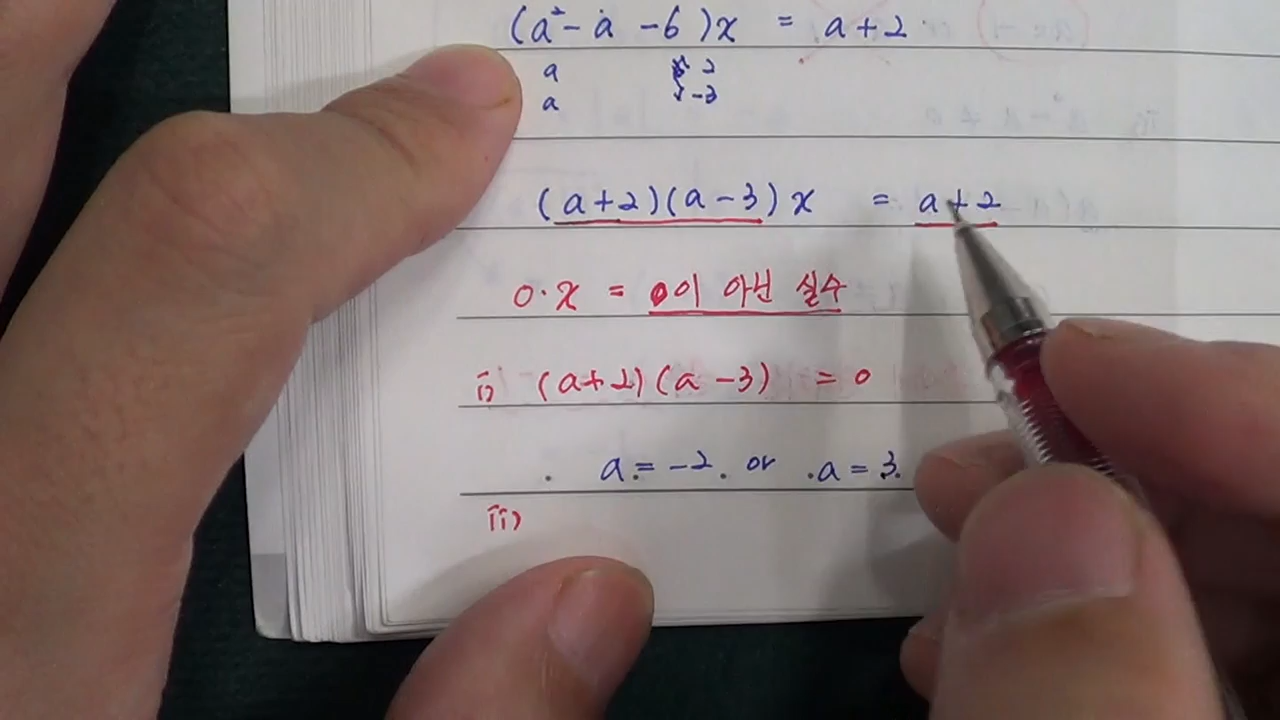 (a² - a - 6)x = a+2
a 2
a -3
(a+2)(a-3)x = a+2
0·x = 0이 아닌 실수
i) (a+2)(a-3) = 0
a = -2. or a = 3.
ii)